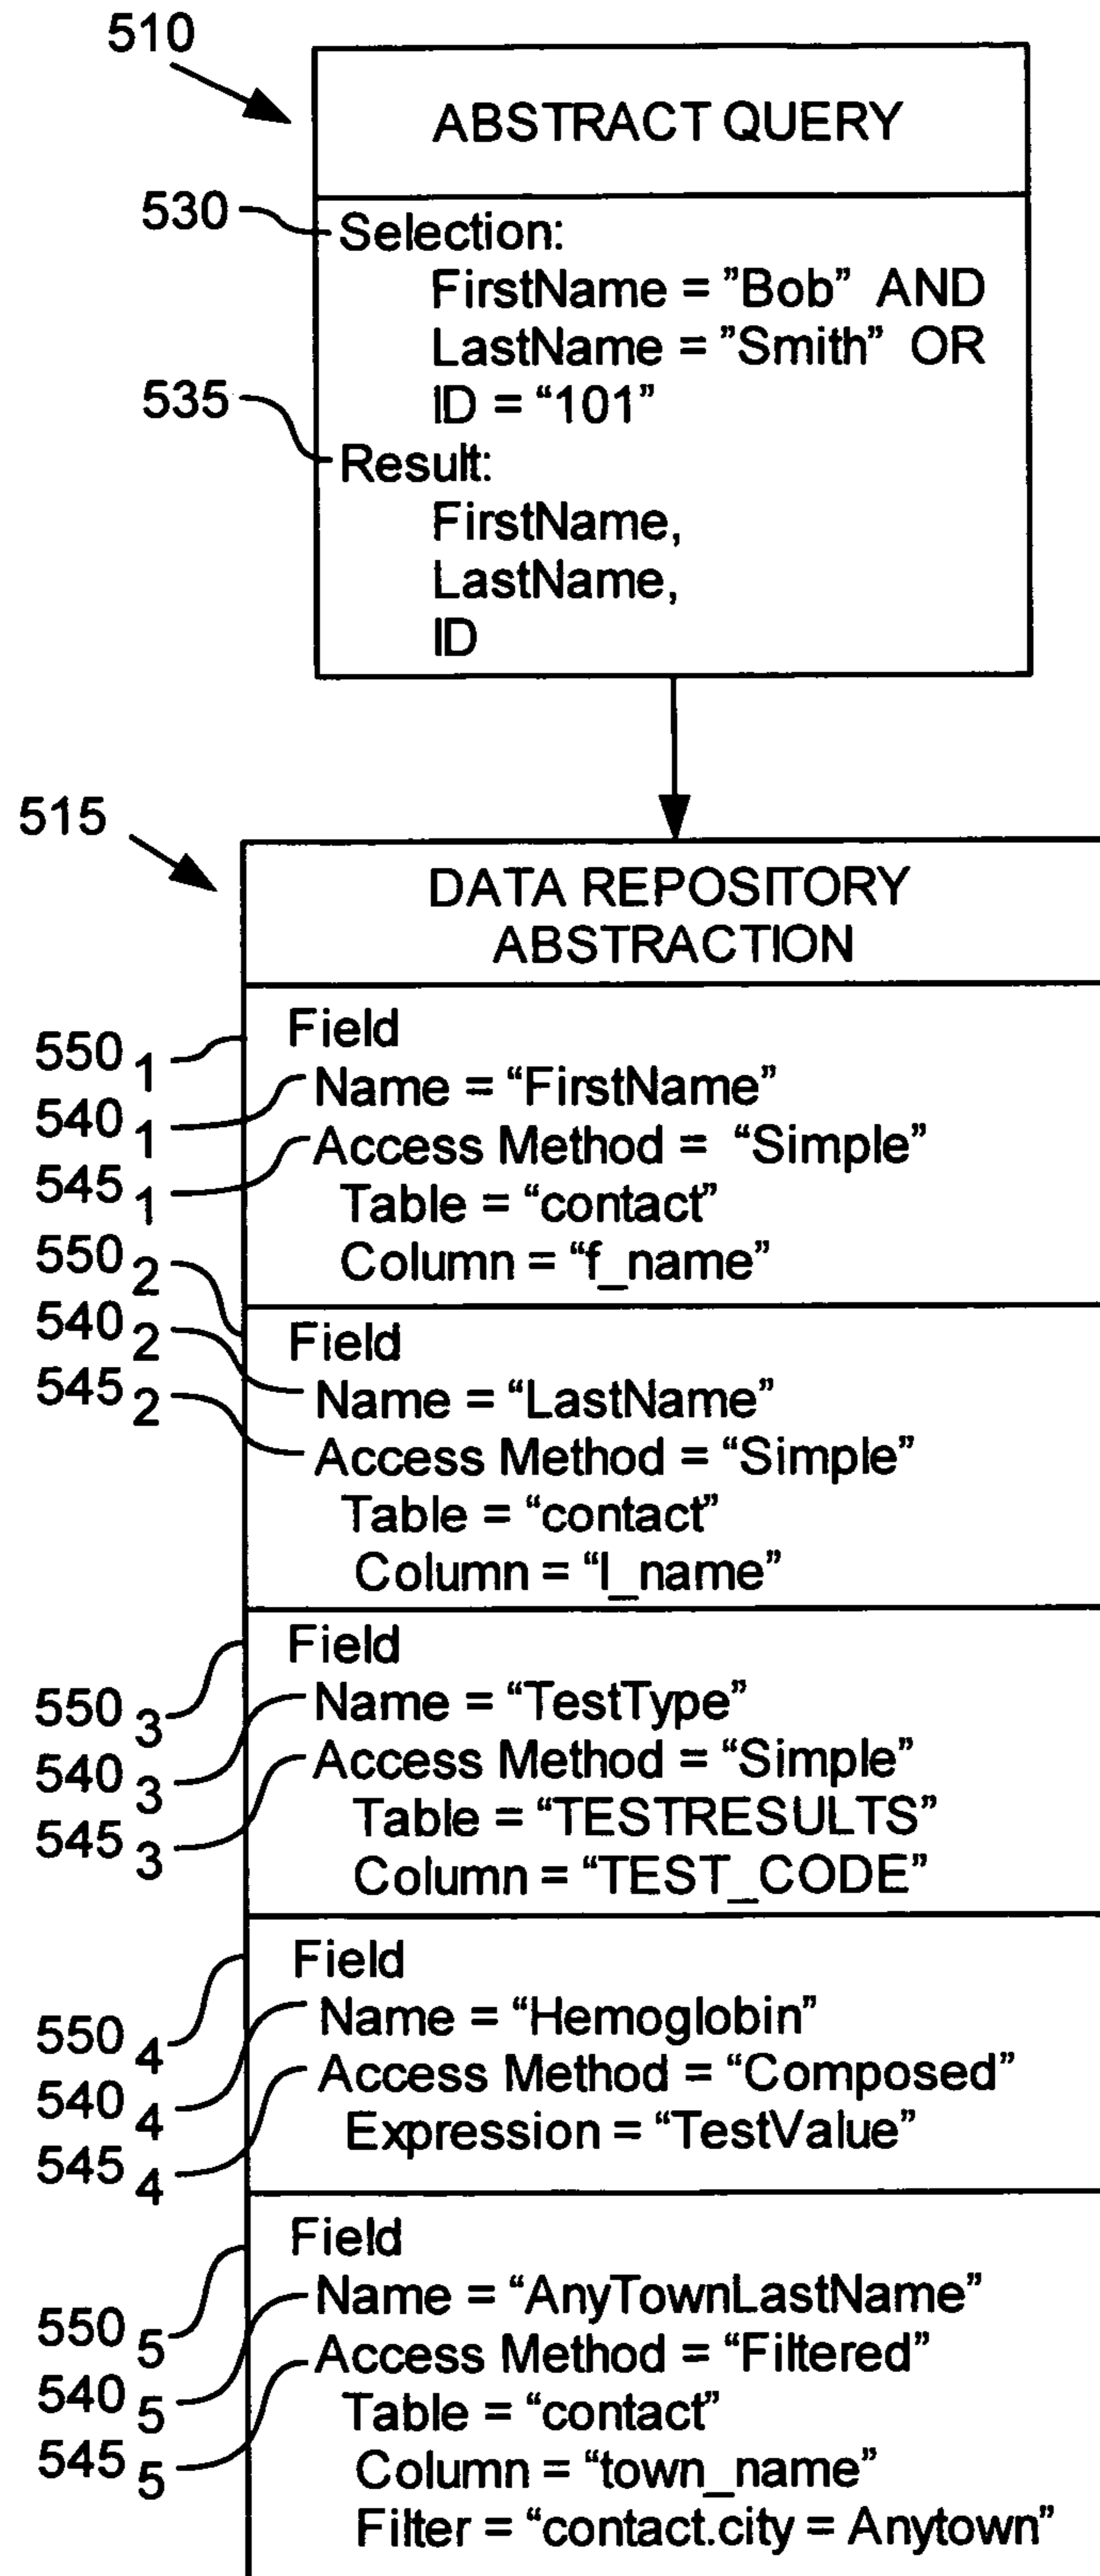 510
ABSTRACT QUERY
530
Selection:
FirstName = ”Bob” AND
LastName = ”Smith” OR
ID = “101”
535
Result:
FirstName,
LastName,
ID
515
DATA REPOSITORY
ABSTRACTION
550 1
Field
540 1
Name = “FirstName”
545 1
Access Method = “Simple”
Table = “contact”
Column = “f_name”
550 2
Field
540 2
Name = “LastName”
545 2
Access Method = “Simple”
Table = “contact”
Column = “l_name”
550 3
Field
540 3
Name = “TestType”
545 3
Access Method = “Simple”
Table = “TESTRESULTS”
Column = “TEST_CODE”
550 4
Field
540 4
Name = “Hemoglobin”
545 4
Access Method = “Composed”
Expression = “TestValue”
550 5
Field
540 5
Name = “AnyTownLastName”
545 5
Access Method = “Filtered”
Table = “contact”
Column = “town_name”
Filter = “contact.city = Anytown”